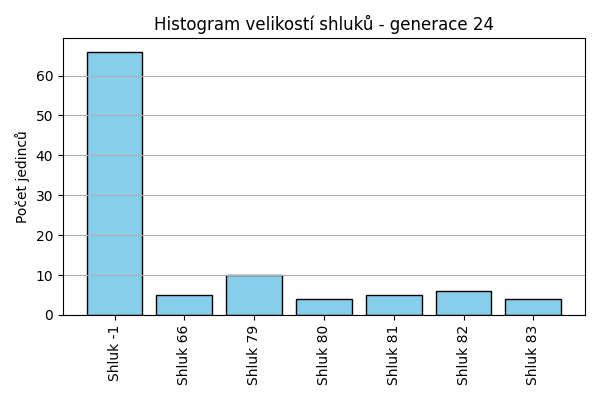 Histogram velikostí shluků - generace 24
Počet jedinců
60
50
40
30
20
10
0
Shluk -1
Shluk 66
Shluk 79
Shluk 80
Shluk 81
Shluk 82
Shluk 83